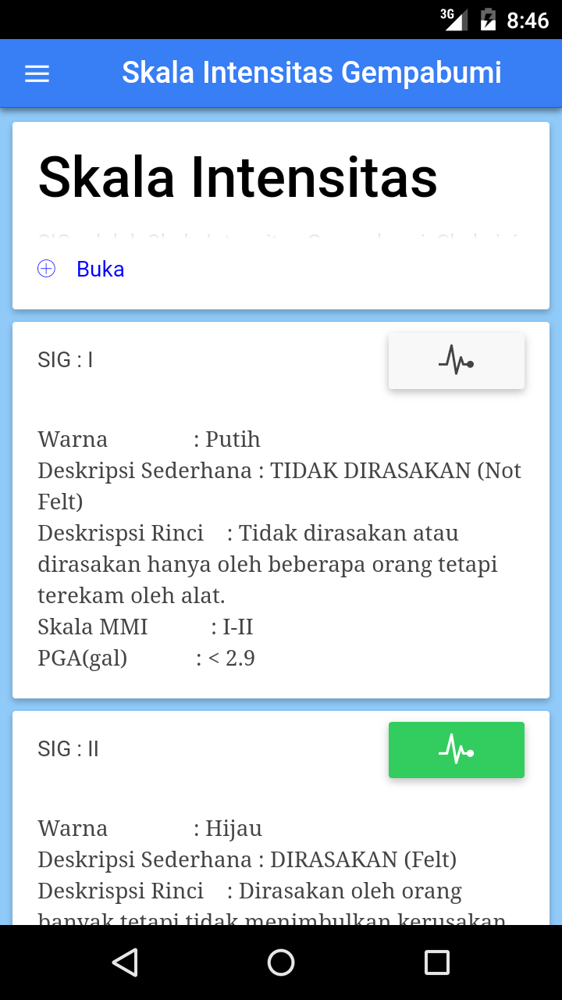 3G 8:46
Skala Intensitas Gempabumi
Skala Intensitas
Buka
SIG : I
Warna : Putih
Deskripsi Sederhana : TIDAK DIRASAKAN (Not
Felt)
Deskrispsi Rinci : Tidak dirasakan atau
dirasakan hanya oleh beberapa orang tetapi
terekam oleh alat.
Skala MMI : I-II
PGA(gal) : < 2.9
SIG : II
Warna : Hijau
Deskripsi Sederhana : DIRASAKAN (Felt)
Deskrispsi Rinci : Dirasakan oleh orang
banyak tetapi tidak menimbulkan kerusakan